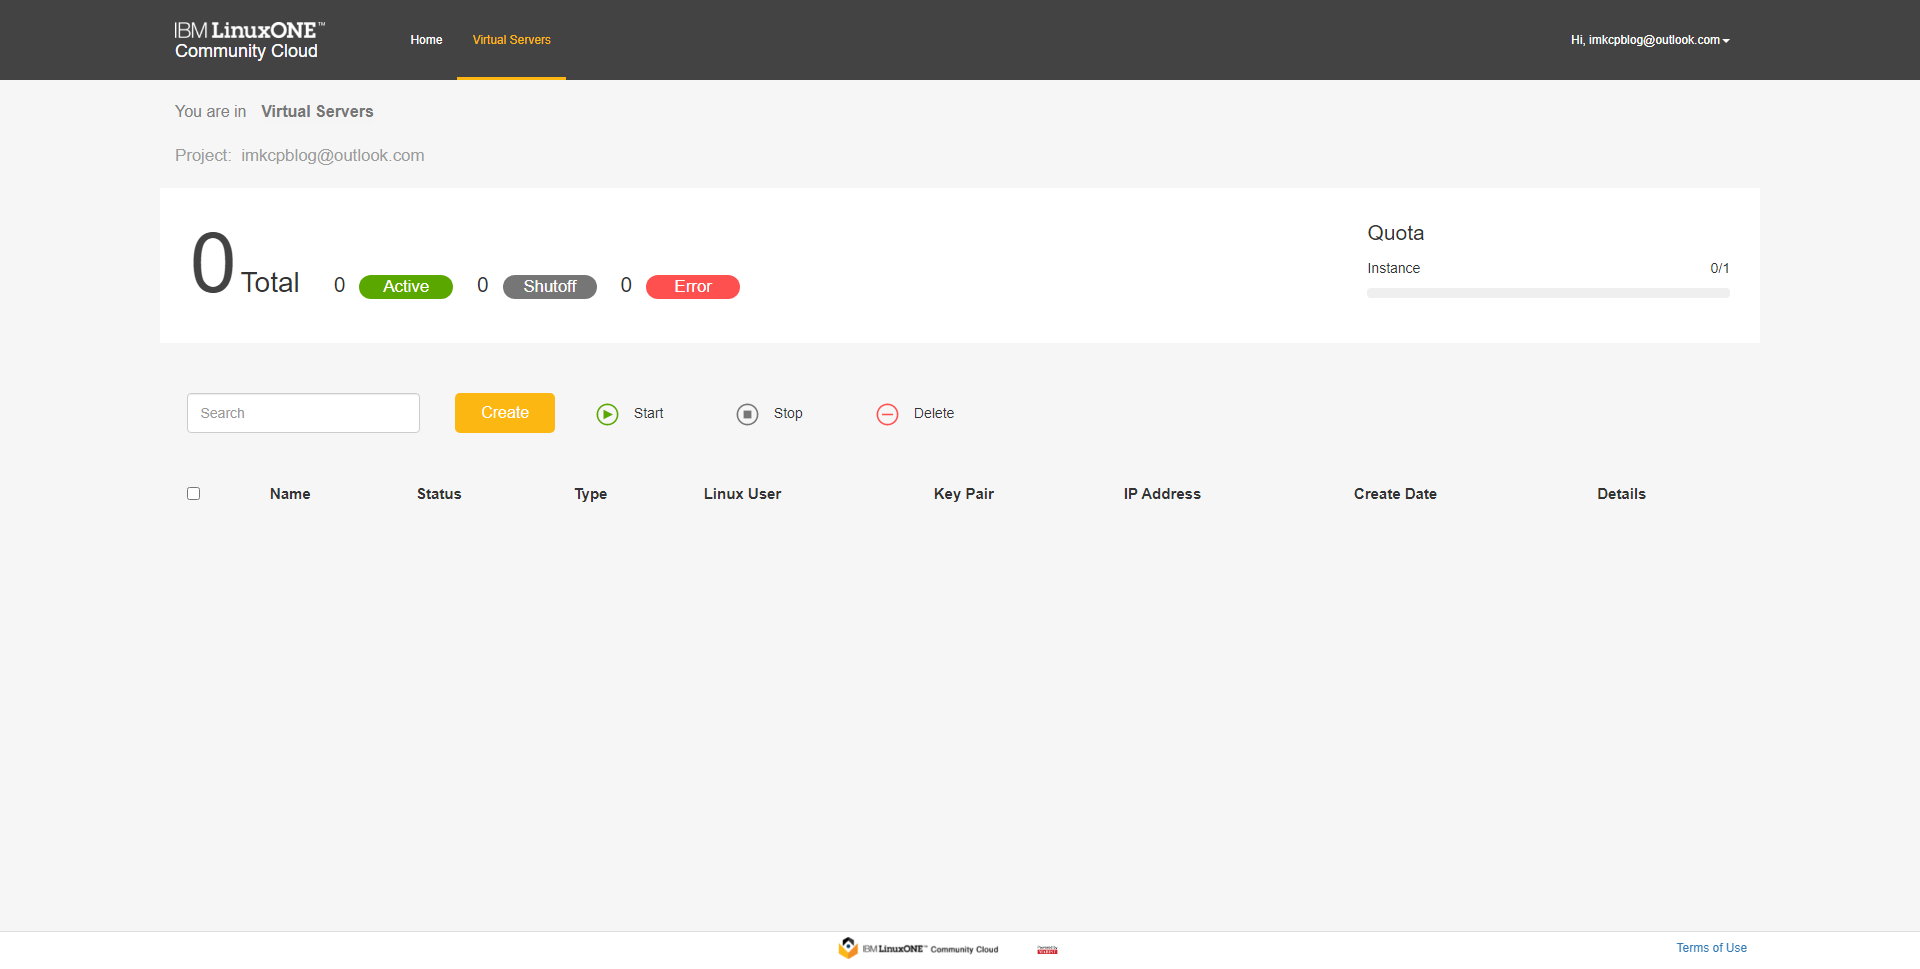 IBM LinuxONE™
Community Cloud
Home Virtual Servers
Hi, imkcpblog@outlook.com
You are in Virtual Servers
Project: imkcpblog@outlook.com
0 Total 0 Active 0 Shutoff 0 Error
Quota
Instance 0/1
Search Create Start Stop Delete
Name Status Type Linux User Key Pair IP Address Create Date Details
IBM LinuxONE™ Community Cloud
Terms of Use